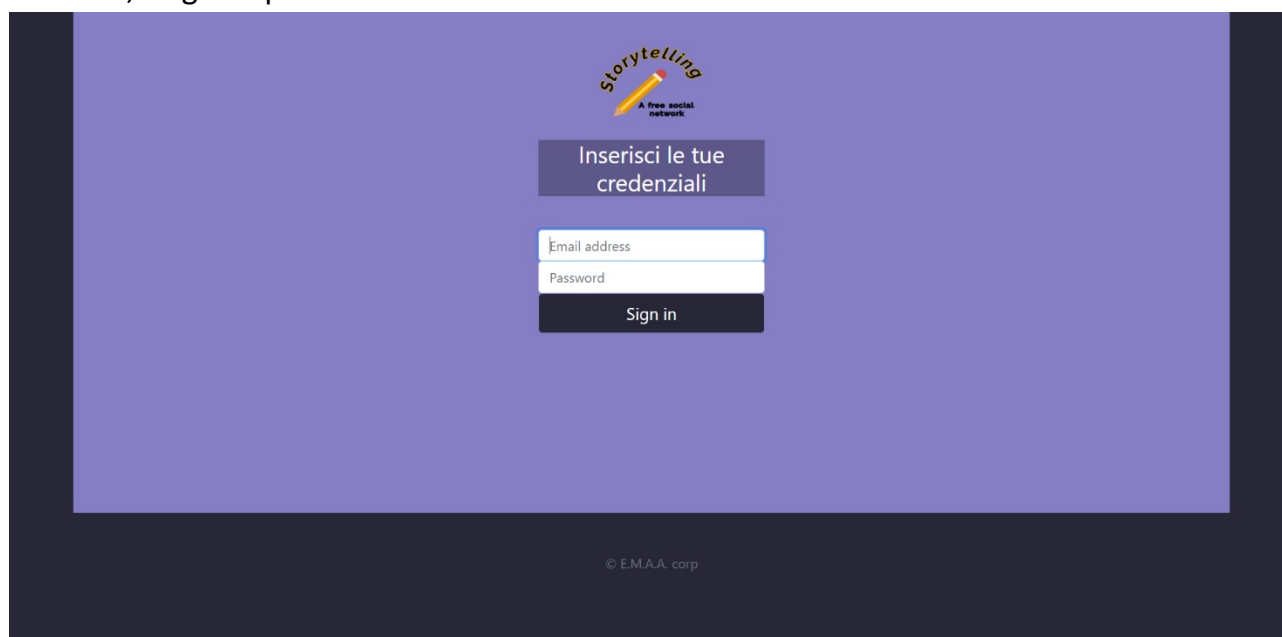 Storytelling
A free social
network
Inserisci le tue
credenziali
Email address
Password
Sign in
© E.M.A.A. corp